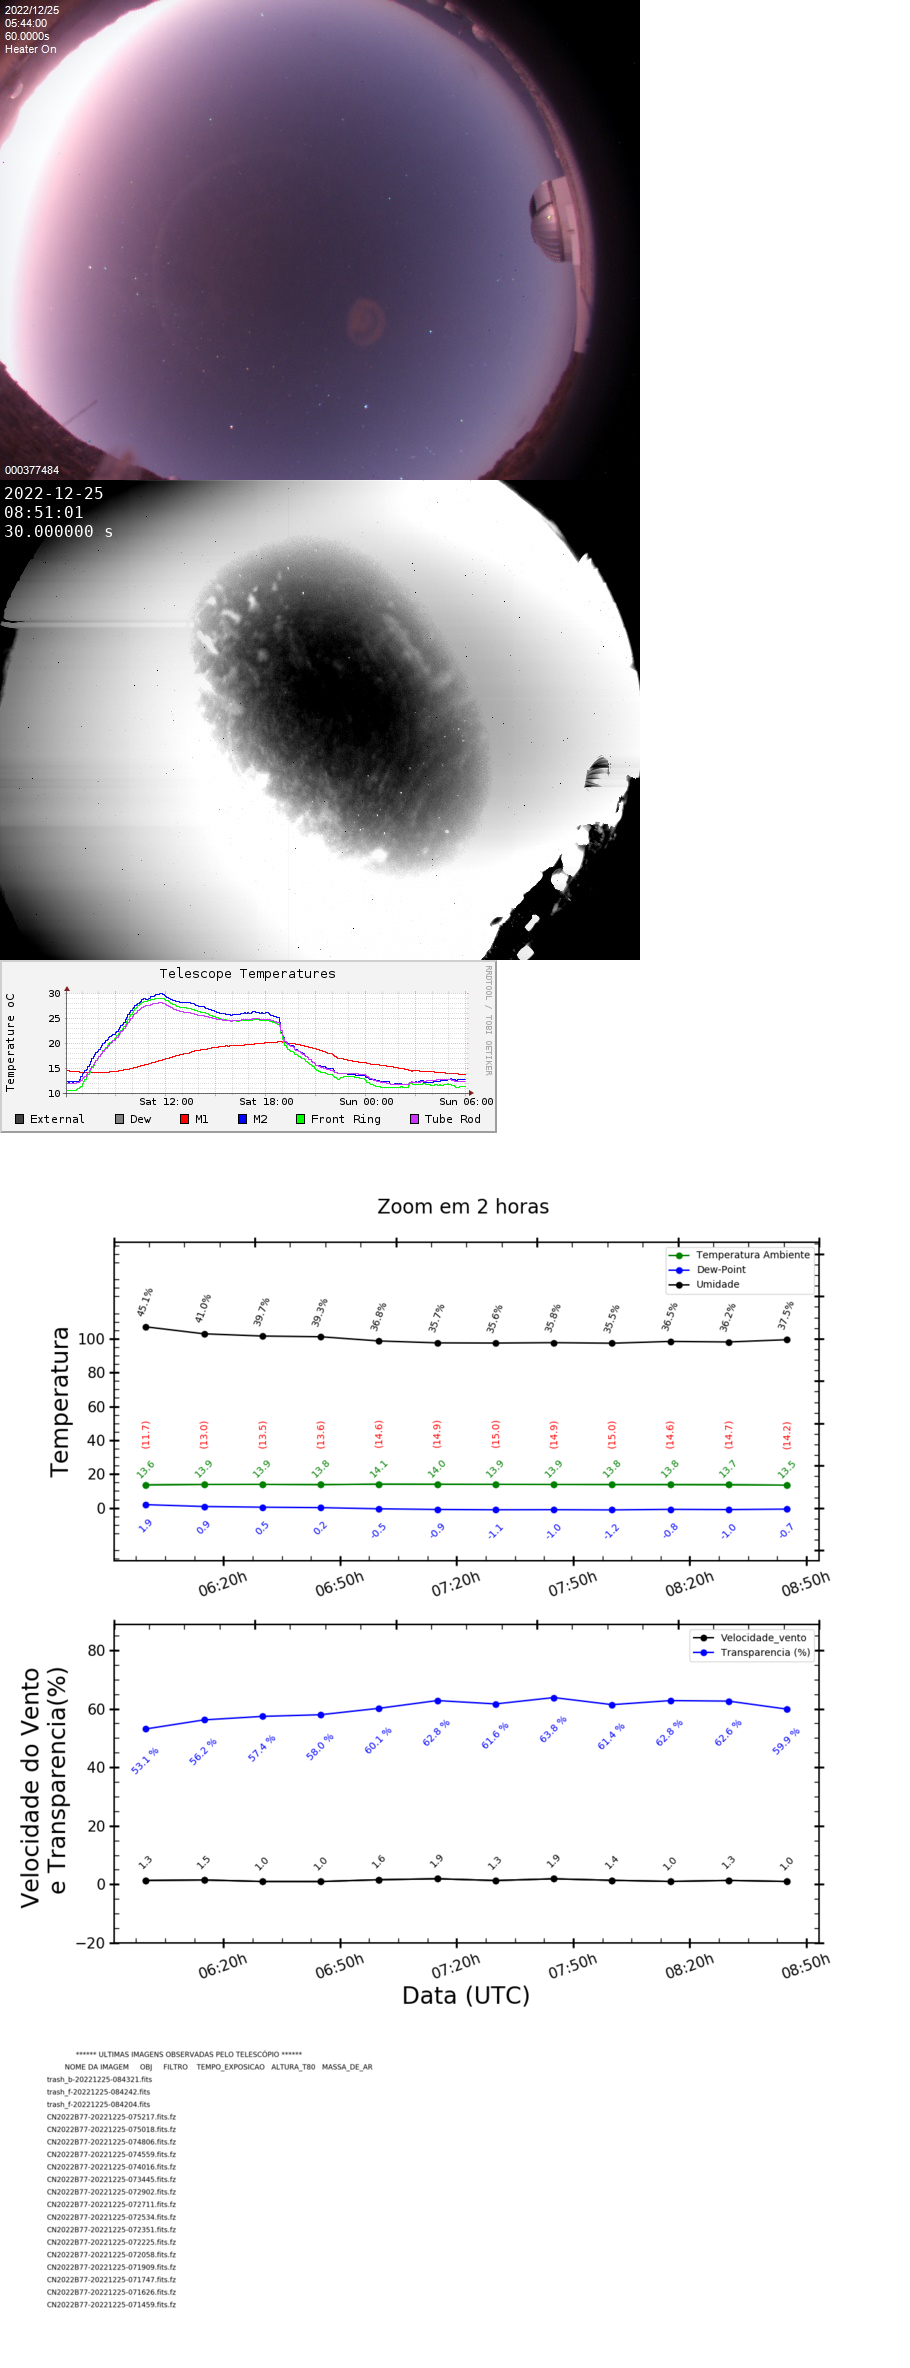 2022/12/25
05:44:00
60.0000s
Heater On
000377484
2022-12-25
08:51:01
30.000000 s
Telescope Temperatures
RRDTOOL / TOBI OETIKER
Temperature oC
30
25
20
15
10
Sat 12:00 Sat 18:00 Sun 00:00 Sun 06:00
External Dew M1 M2 Front Ring Tube Rod
Zoom em 2 horas
Temperatura Ambiente
Dew-Point
Umidade
Temperatura
100
80
60
40
20
0
45.1% 41.0% 39.7% 39.3% 36.8% 35.7% 35.6% 35.8% 35.5% 36.5% 36.2% 37.5%
(11.7) (13.0) (13.5) (13.6) (14.6) (14.9) (15.0) (14.9) (15.0) (14.6) (14.7) (14.2)
13.6 13.9 13.9 13.8 14.1 14.0 13.9 13.9 13.8 13.8 13.7 13.5
1.9 0.9 0.5 0.2 -0.5 -0.9 -1.1 -1.0 -1.2 -0.8 -1.0 -0.7
06:20h 06:50h 07:20h 07:50h 08:20h 08:50h
Velocidade_vento
Transparencia (%)
Velocidade do Vento
e Transparencia(%)
80
60
40
20
0
−20
53.1 % 56.2 % 57.4 % 58.0 % 60.1 % 62.8 % 61.6 % 63.8 % 61.4 % 62.8 % 62.6 % 59.9 %
1.3 1.5 1.0 1.0 1.6 1.9 1.3 1.9 1.4 1.0 1.3 1.0
06:20h 06:50h 07:20h 07:50h 08:20h 08:50h
Data (UTC)
****** ULTIMAS IMAGENS OBSERVADAS PELO TELESCÓPIO ******
NOME DA IMAGEM OBJ FILTRO TEMPO_EXPOSICAO ALTURA_T80 MASSA_DE_AR
trash_b-20221225-084321.fits
trash_f-20221225-084242.fits
trash_f-20221225-084204.fits
CN2022B77-20221225-075217.fits.fz
CN2022B77-20221225-075018.fits.fz
CN2022B77-20221225-074806.fits.fz
CN2022B77-20221225-074559.fits.fz
CN2022B77-20221225-074016.fits.fz
CN2022B77-20221225-073445.fits.fz
CN2022B77-20221225-072902.fits.fz
CN2022B77-20221225-072711.fits.fz
CN2022B77-20221225-072534.fits.fz
CN2022B77-20221225-072351.fits.fz
CN2022B77-20221225-072225.fits.fz
CN2022B77-20221225-072058.fits.fz
CN2022B77-20221225-071909.fits.fz
CN2022B77-20221225-071747.fits.fz
CN2022B77-20221225-071626.fits.fz
CN2022B77-20221225-071459.fits.fz